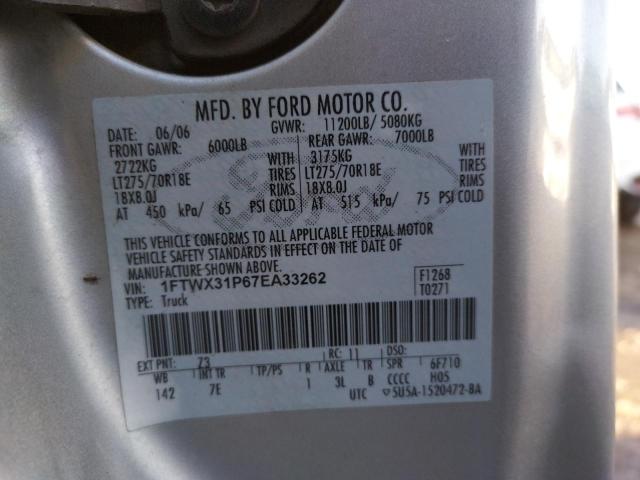 MFD. BY FORD MOTOR CO.
DATE: 06/06 GVWR: 11200LB/ 5080KG
FRONT GAWR: 6000LB REAR GAWR: 7000LB
2722KG WITH 3175KG WITH
LT275/70R18E TIRES LT275/70R18E TIRES
18X8.0J RIMS 18X8.0J RIMS
AT 450 kPa/ 65 PSI COLD AT 515 kPa/ 75 PSI COLD
Ford
THIS VEHICLE CONFORMS TO ALL APPLICABLE FEDERAL MOTOR
VEHICLE SAFETY STANDARDS IN EFFECT ON THE DATE OF
MANUFACTURE SHOWN ABOVE.
VIN: 1FTWX31P67EA33262 F1268
TYPE: Truck T0271
EXT PNT: Z3 RC: 11 DSO:
WB INT TR TP/PS R AXLE TR SPR 6F710
142 7E 1 3L B CCCC H05
UTC ▽5U5A-1520472-BA